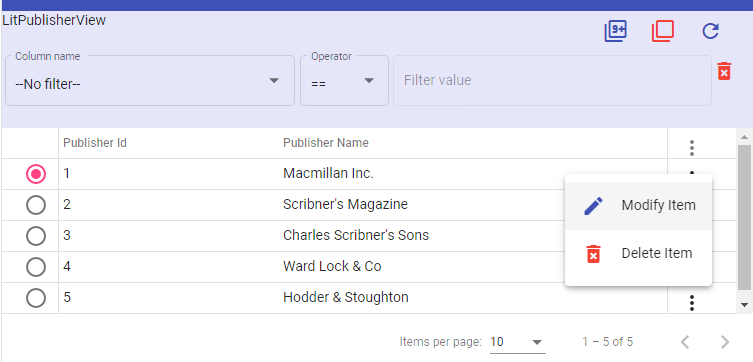 LitPublisherView
9+
Column name
--No filter--
Operator
==
Filter value
Publisher Id Publisher Name
1 Macmillan Inc.
2 Scribner's Magazine
Modify Item
3 Charles Scribner's Sons
Delete Item
4 Ward Lock & Co
5 Hodder & Stoughton
Items per page: 10 1 – 5 of 5